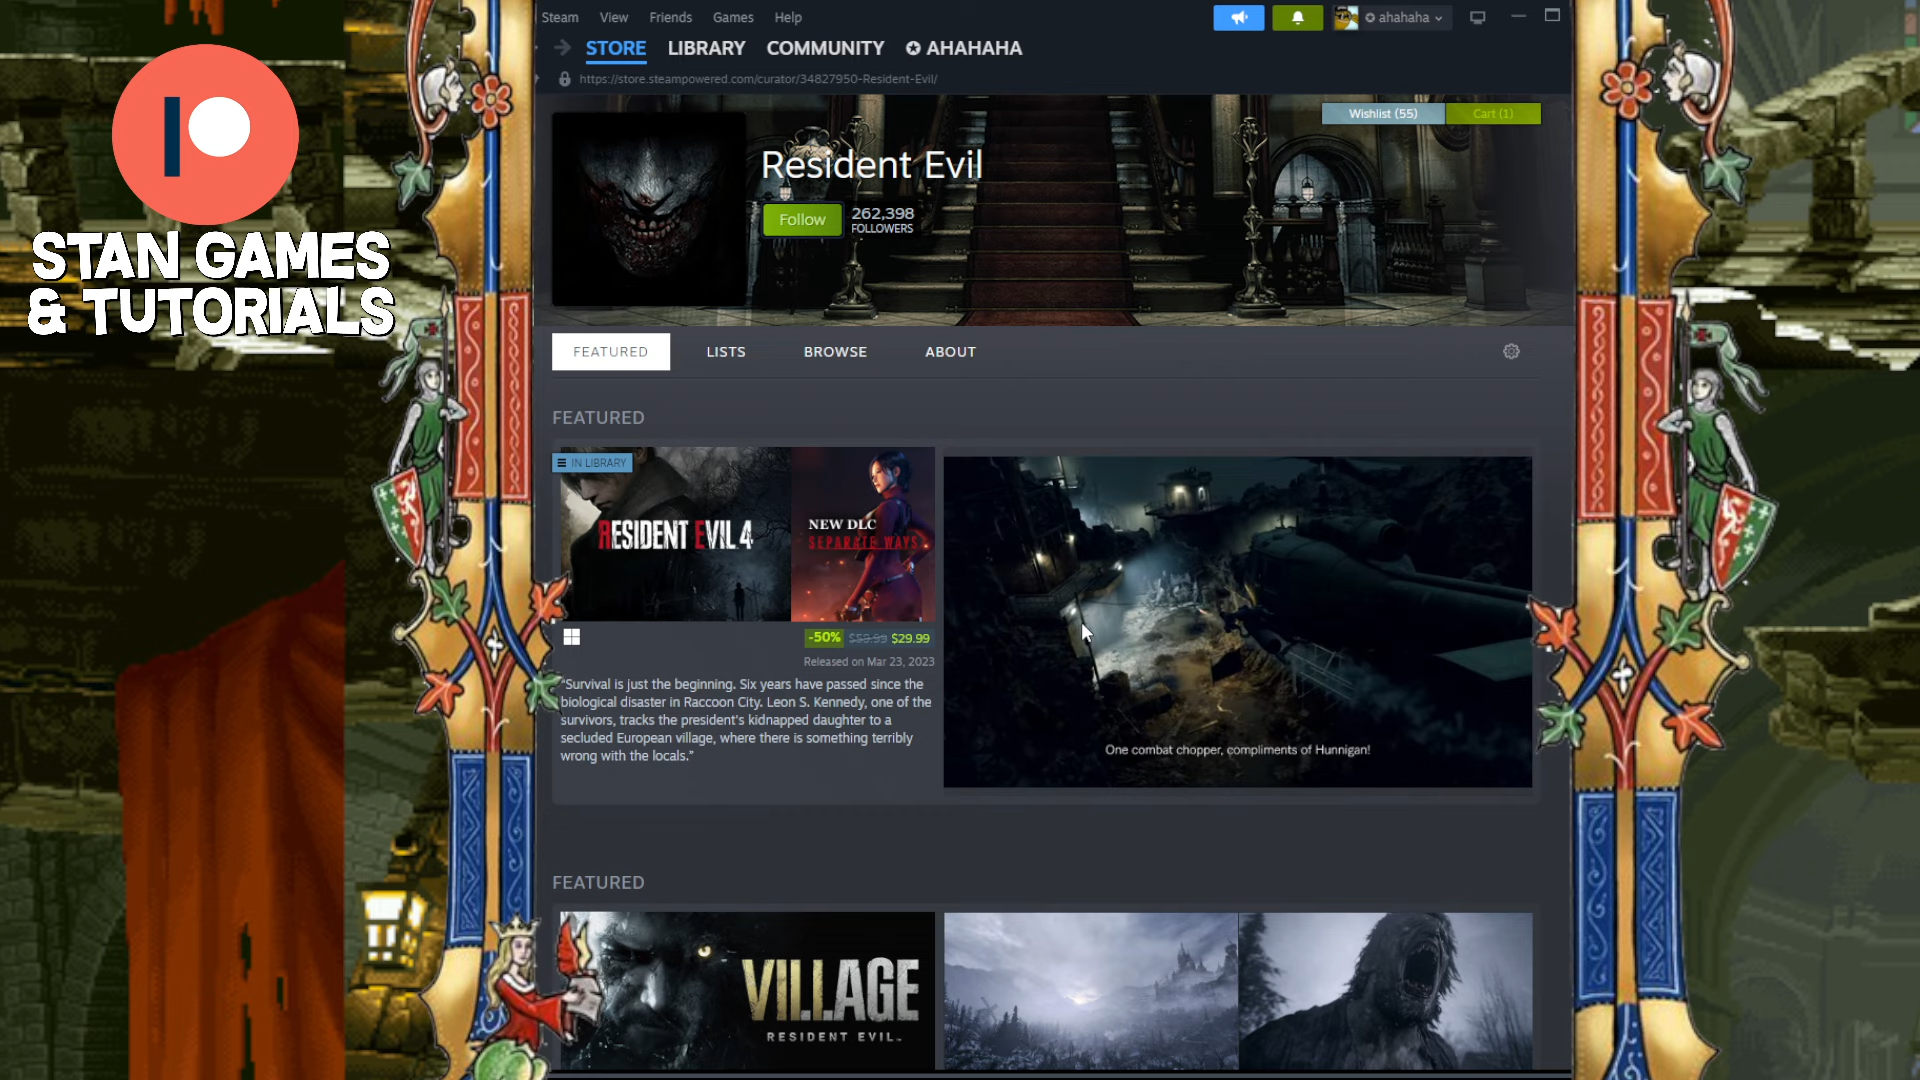 STAN GAMES
& TUTORIALS
Steam View Friends Games Help
ahahaha
STORE LIBRARY COMMUNITY AHAHAHA
https://store.steampowered.com/curator/34827950-Resident-Evil/
Wishlist (55) Cart (1)
Resident Evil
Follow
262,398
FOLLOWERS
FEATURED LISTS BROWSE ABOUT
FEATURED
IN LIBRARY
RESIDENT EVIL 4
NEW DLC
SEPARATE WAYS
-50% $59.99 $29.99
Released on Mar 23, 2023
“Survival is just the beginning. Six years have passed since the
biological disaster in Raccoon City. Leon S. Kennedy, one of the
survivors, tracks the president's kidnapped daughter to a
secluded European village, where there is something terribly
wrong with the locals.”
One combat chopper, compliments of Hunnigan!
FEATURED
VILLAGE
RESIDENT EVIL